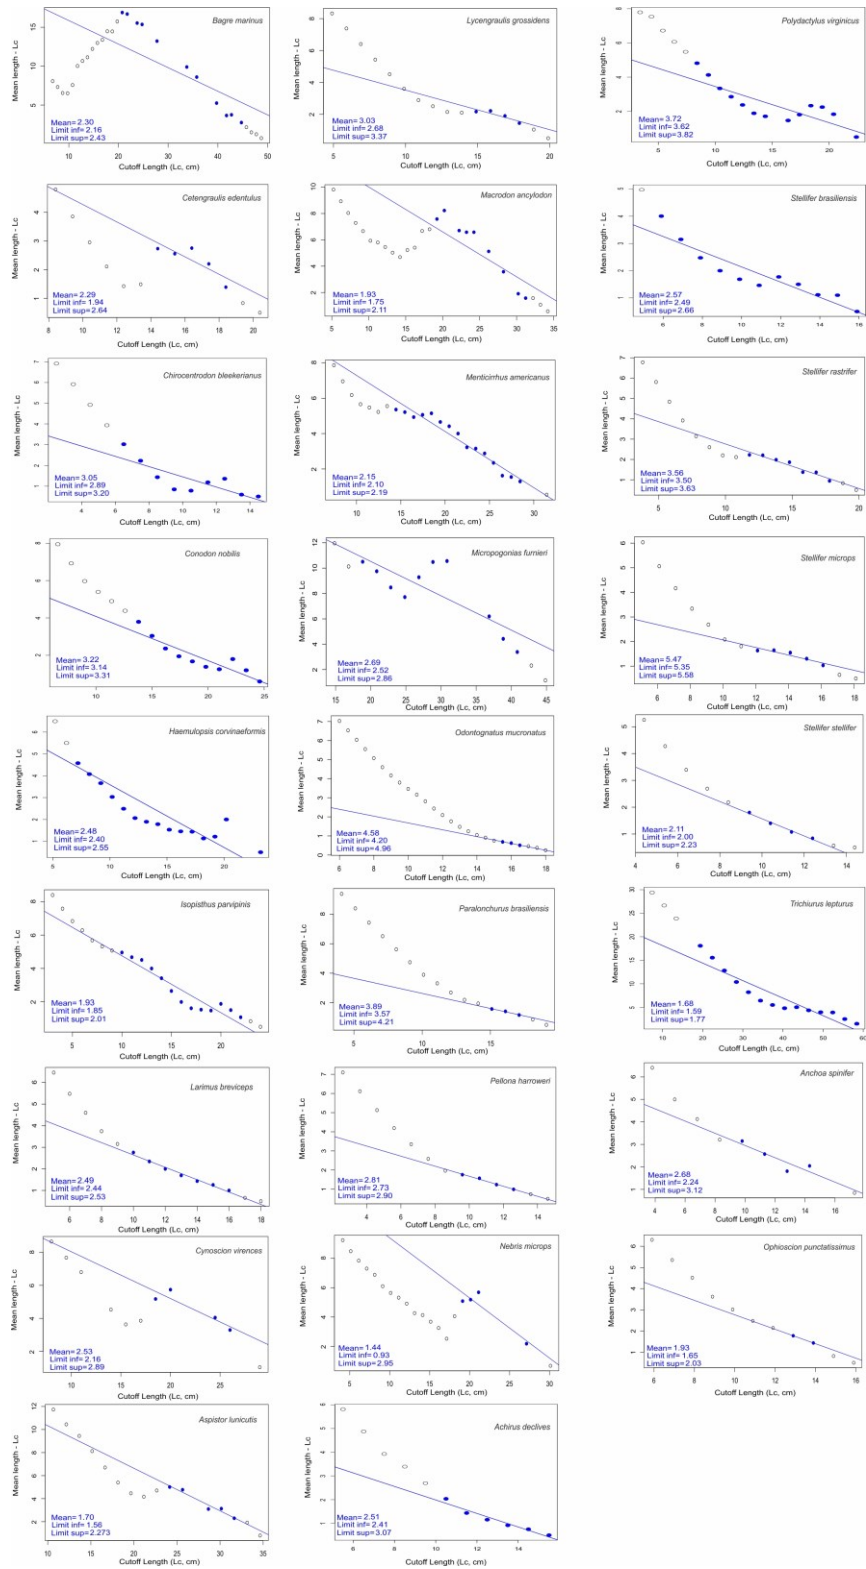 Bagre marinus
Mean length - Lc
Mean=2.30
Limit inf= 2.16
Limit sup=2.43
Cutoff Length (Lc, cm)
Lycengraulis grossidens
Mean length - Lc
Mean=3.03
Limit inf= 2.68
Limit sup=3.37
Cutoff Length (Lc, cm)
Polydactylus virginicus
Mean length - Lc
Mean=3.72
Limit inf= 3.62
Limit sup=3.82
Cutoff Length (Lc, cm)
Cetengraulis edentulus
Mean length - Lc
Mean=2.29
Limit inf= 1.94
Limit sup=2.64
Cutoff Length (Lc, cm)
Macrodon ancylodon
Mean length - Lc
Mean=1.93
Limit inf= 1.75
Limit sup=2.11
Cutoff Length (Lc, cm)
Stellifer brasiliensis
Mean length - Lc
Mean=2.57
Limit inf= 2.49
Limit sup=2.66
Cutoff Length (Lc, cm)
Chirocentrodon bleekerianus
Mean length - Lc
Mean=3.05
Limit inf= 2.89
Limit sup= 3.20
Cutoff Length (Lc, cm)
Menticirrhus americanus
Mean length - Lc
Mean=2.15
Limit inf= 2.10
Limit sup=2.19
Cutoff Length (Lc, cm)
Stellifer rastrifer
Mean length - Lc
Mean=3.56
Limit inf= 3.50
Limit sup=3.63
Cutoff Length (Lc, cm)
Conodon nobilis
Mean length - Lc
Mean=3.22
Limit inf= 3.14
Limit sup=3.31
Cutoff Length (Lc, cm)
Micropogonias furnieri
Mean length - Lc
Mean=2.69
Limit inf= 2.52
Limit sup=2.86
Cutoff Length (Lc, cm)
Stellifer microps
Mean length - Lc
Mean=5.47
Limit inf= 5.35
Limit sup=5.58
Cutoff Length (Lc, cm)
Haemulopsis corvinaeformis
Mean length - Lc
Mean=2.48
Limit inf= 2.40
Limit sup=2.55
Cutoff Length (Lc, cm)
Odontognatus mucronatus
Mean length - Lc
Mean=4.58
Limit inf= 4.20
Limit sup=4.96
Cutoff Length (Lc, cm)
Stellifer stellifer
Mean length - Lc
Mean=2.11
Limit inf= 2.00
Limit sup=2.23
Cutoff Length (Lc, cm)
Isopisthus parvipinis
Mean length - Lc
Mean=1.93
Limit inf= 1.85
Limit sup=2.01
Cutoff Length (Lc, cm)
Paralonchurus brasiliensis
Mean length - Lc
Mean=3.89
Limit inf= 3.57
Limit sup=4.21
Cutoff Length (Lc, cm)
Trichiurus lepturus
Mean length - Lc
Mean=1.68
Limit inf= 1.59
Limit sup=1.77
Cutoff Length (Lc, cm)
Larimus breviceps
Mean length - Lc
Mean=2.49
Limit inf= 2.44
Limit sup=2.53
Cutoff Length (Lc, cm)
Pellona harroweri
Mean length - Lc
Mean=2.81
Limit inf= 2.73
Limit sup= 2.90
Cutoff Length (Lc, cm)
Anchoa spinifer
Mean length - Lc
Mean=2.68
Limit inf= 2.24
Limit sup=3.12
Cutoff Length (Lc, cm)
Cynoscion virences
Mean length - Lc
Mean=2.53
Limit inf= 2.16
Limit sup=2.89
Cutoff Length (Lc, cm)
Nebris microps
Mean length - Lc
Mean=1.44
Limit inf= 0.93
Limit sup=2.95
Cutoff Length (Lc, cm)
Ophioscion punctatissimus
Mean length - Lc
Mean=1.93
Limit inf= 1.65
Limit sup=2.03
Cutoff Length (Lc, cm)
Aspistor lunicutis
Mean length - Lc
Mean=1.70
Limit inf= 1.56
Limit sup=2.273
Cutoff Length (Lc, cm)
Achirus declives
Mean length - Lc
Mean=2.51
Limit inf= 2.41
Limit sup=3.07
Cutoff Length (Lc, cm)